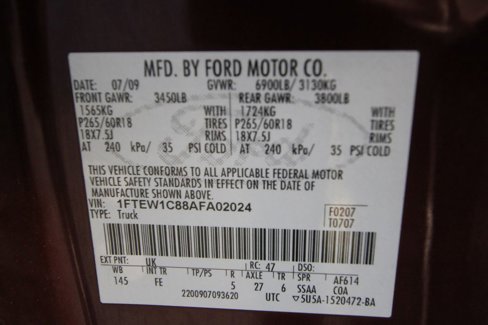 MFD. BY FORD MOTOR CO.
DATE: 07/09 GVWR: 6900LB/ 3130KG
FRONT GAWR: 3450LB REAR GAWR: 3800LB
1565KG WITH 1724KG WITH
P265/60R18 TIRES P265/60R18 TIRES
18X7.5J RIMS 18X7.5J RIMS
AT 240 kPa/ 35 PSI COLD AT 240 kPa/ 35 PSI COLD
THIS VEHICLE CONFORMS TO ALL APPLICABLE FEDERAL MOTOR
VEHICLE SAFETY STANDARDS IN EFFECT ON THE DATE OF
MANUFACTURE SHOWN ABOVE.
VIN: 1FTEW1C88AFA02024 F0207
TYPE: Truck T0707
EXT PNT: UK RC: 47 DSO:
WB INT TR TP/PS R AXLE TR SPR AF614
145 FE 5 27 6 SSAA COA
2200907093620 UTC ▽5U5A-1520472-BA